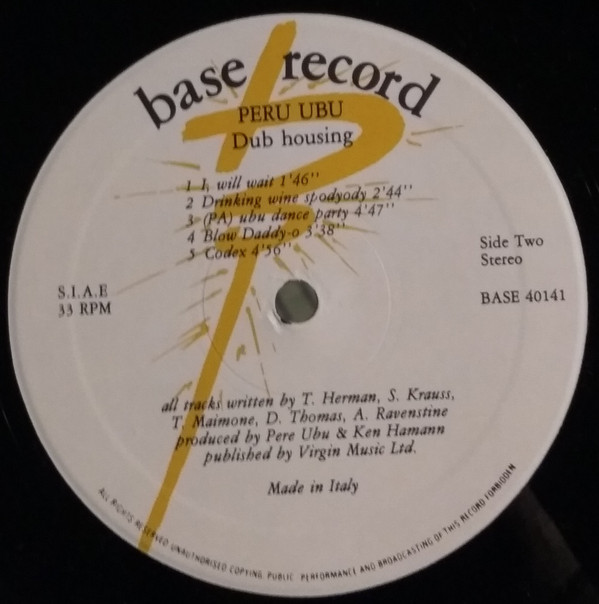 base record
PERU UBU
Dub housing
1 I, will wait 1'46''
2 Drinking wine spodyody 2'44''
3 (PA) ubu dance party 4'47''
4 Blow Daddy-o 3'38''
5 Codex 4'56''
Side Two
Stereo
S.I.A.E
33 RPM
BASE 40141
all tracks written by T. Herman, S. Krauss,
T. Maimone, D. Thomas, A. Ravenstine
produced by Pere Ubu & Ken Hamann
published by Virgin Music Ltd.
Made in Italy
ALL RIGHTS RESERVED UNAUTHORISED COPYING, PUBLIC PERFORMANCE AND BROADCASTING OF THIS RECORD FORBIDDEN